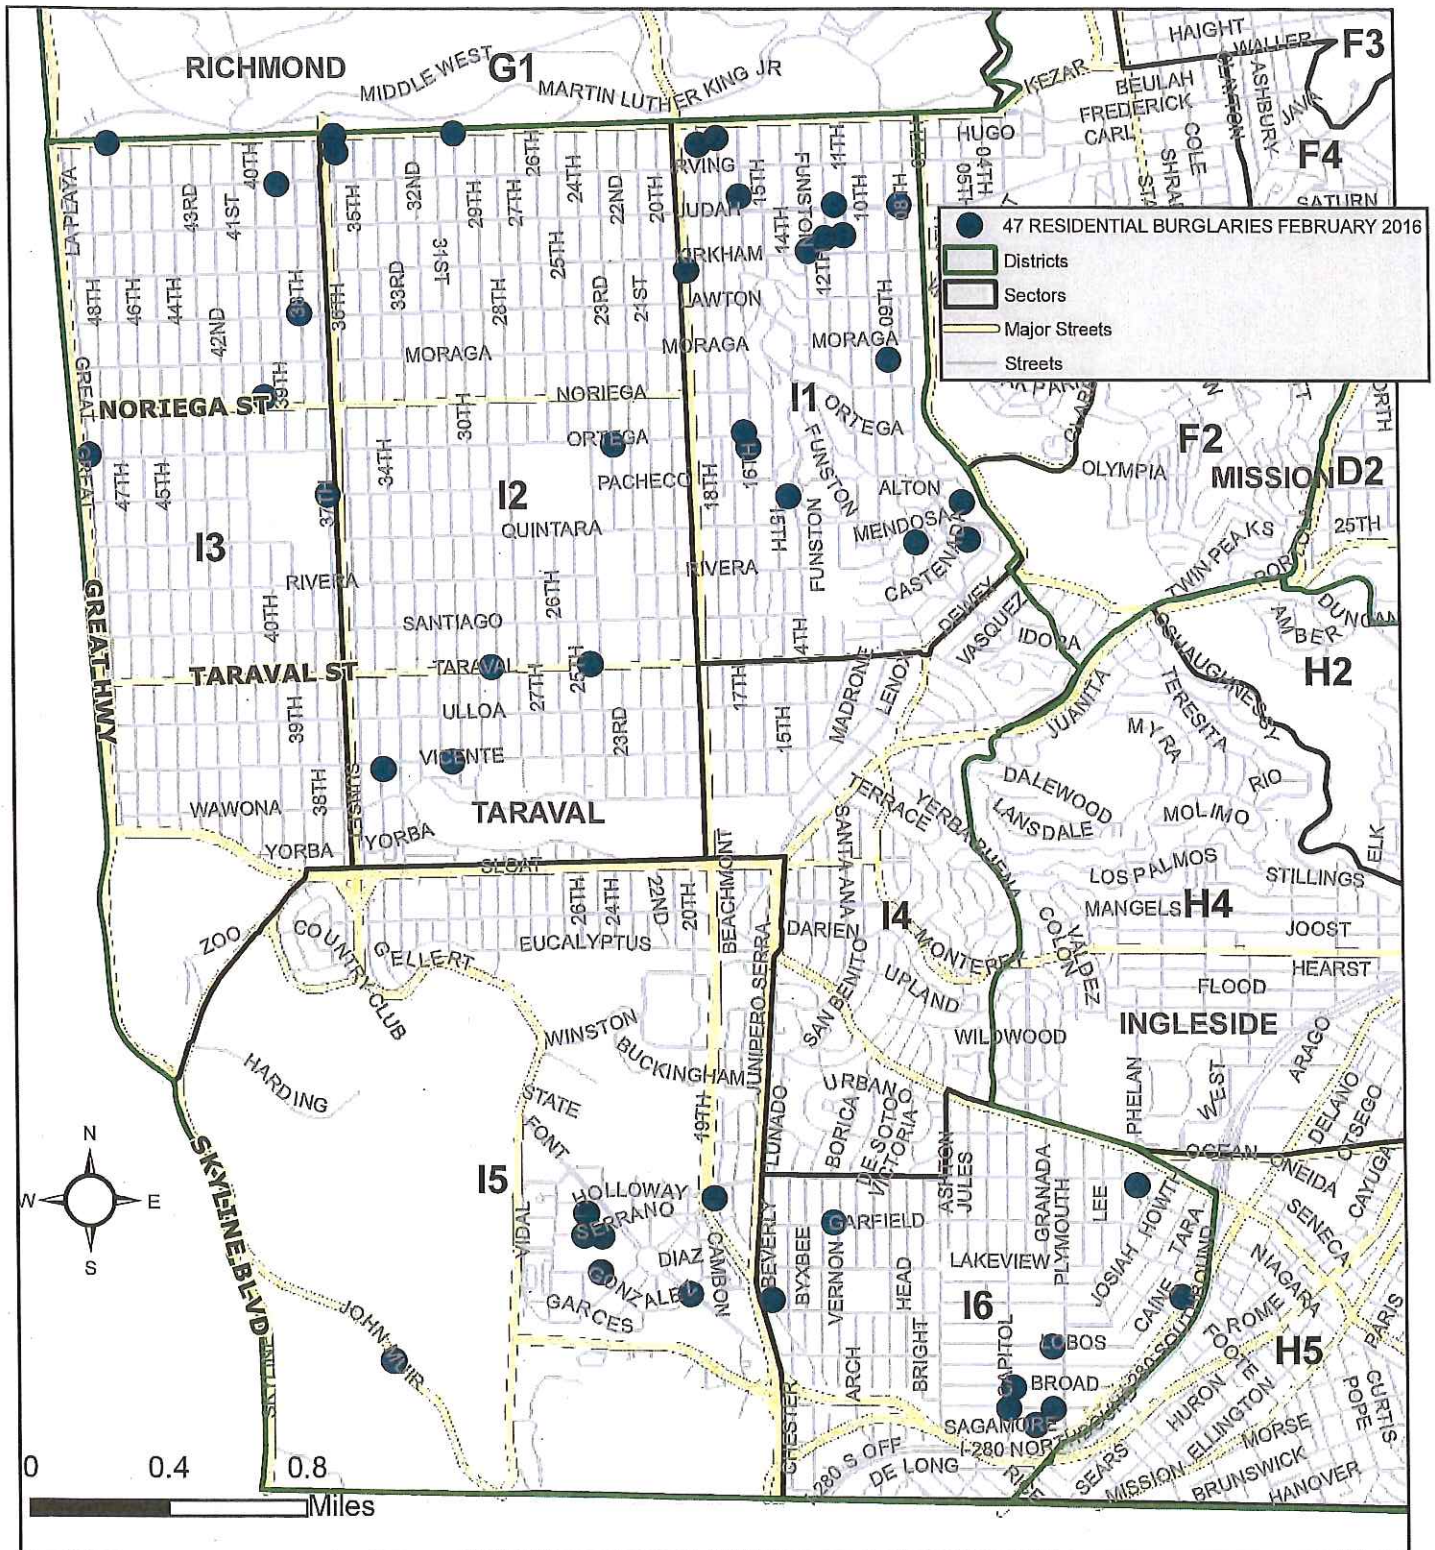 HAIGHT
WALLER
F3
RICHMOND
G1
MIDDLE WEST
MARTIN LUTHER KING JR
KEZAR
BEULAH
FREDERICK
CARL
CLAYTON
ASHBURY
JAVA
COLE
HUGO
04TH
05TH
F4
SATURN
IRVING
JUDAH
KIRKHAM
LAWTON
MORAGA
MORAGA
MORAGA
LA PLAYA
40TH
43RD
41ST
35TH
32ND
29TH
27TH
26TH
24TH
22ND
20TH
15TH
14TH
FUNSTON
11TH
10TH
08TH
12TH
09TH
47 RESIDENTIAL BURGLARIES FEBRUARY 2016
Districts
Sectors
Major Streets
Streets
48TH
46TH
44TH
42ND
38TH
36TH
33RD
31ST
28TH
25TH
23RD
21ST
GREAT
39TH
NORIEGA ST
NORIEGA
30TH
ORTEGA
I1
ORTEGA
F2
MISSION
D2
OLYMPIA
GREAT
47TH
45TH
37TH
34TH
I2
PACHECO
QUINTARA
18TH
16TH
15TH
FUNSTON
FUNSTON
ALTON
MENDOSA
CASTENADA
TWIN PEAKS
25TH
I3
RIVERA
RIVERA
DEWEY
VASQUEZ
IDORA
AMBER
DUNCAN
GREAT HWY
40TH
SANTIAGO
26TH
TARAVAL ST
TARAVAL
27TH
25TH
17TH
MADRONE
LENOX
JUANITA
OSHAUGHNESSY
TERESITA
MYRA
H2
39TH
ULLOA
23RD
15TH
VICENTE
38TH
SUNSET
WAWONA
TARAVAL
YORBA
YORBA
SLOAT
TERRACE
YERBA BUENA
DALEWOOD
LANSDALE
MOLIMO
RIO
ELK
LOS PALMOS
STILLINGS
MANGELS
H4
JOOST
HEARST
FLOOD
BEACHMONT
SANTA ANA
DARIEN
I4
MONTEREY
COLON
VALDEZ
ZOO
COUNTRY CLUB
GELLERT
26TH
24TH
22ND
20TH
EUCALYPTUS
JUNIPERO SERRA
SAN BENITO
UPLAND
WILDWOOD
INGLESIDE
HARDING
WINSTON
BUCKINGHAM
STATE
FONT
19TH
LUNADO
URBANO
BORICA
DE SOTO
VICTORIA
ASHTON
JULES
PHELAN
WEST
ARAGO
DELANO
OTSEGO
OCEAN
ONEIDA
CAYUGA
SENECA
N
W
E
S
I5
HOLLOWAY
SERRANO
VIDAL
DIAZ
GONZALEZ
GARCES
CAMBON
BEVERLY
BYXBEE
VERNON
GARFIELD
HEAD
LAKEVIEW
GRANADA
PLYMOUTH
LEE
JOSIAH
HOWTH
TARA
CAINE
NIAGARA
ROME
FOOTE
PARIS
H5
SKYLINE BLVD
SKYLINE
JOHN MUIR
I6
CAPITOL
LOBOS
BROAD
ARCH
BRIGHT
SAGAMORE
HURON
ELLINGTON
CURTIS
POPE
MORSE
BRUNSWICK
HANOVER
MISSION
SEARS
CHESTER
DE LONG
0
0.4
0.8
Miles